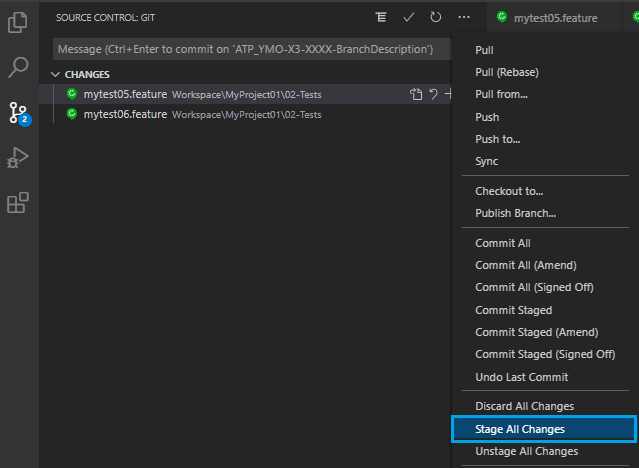 SOURCE CONTROL: GIT
mytest05.feature
Message (Ctrl+Enter to commit on 'ATP_YMO-X3-XXXX-BranchDescription')
CHANGES
mytest05.feature Workspace\MyProject01\02-Tests
mytest06.feature Workspace\MyProject01\02-Tests
2
Pull
Pull (Rebase)
Pull from...
Push
Push to...
Sync
Checkout to...
Publish Branch...
Commit All
Commit All (Amend)
Commit All (Signed Off)
Commit Staged
Commit Staged (Amend)
Commit Staged (Signed Off)
Undo Last Commit
Discard All Changes
Stage All Changes
Unstage All Changes